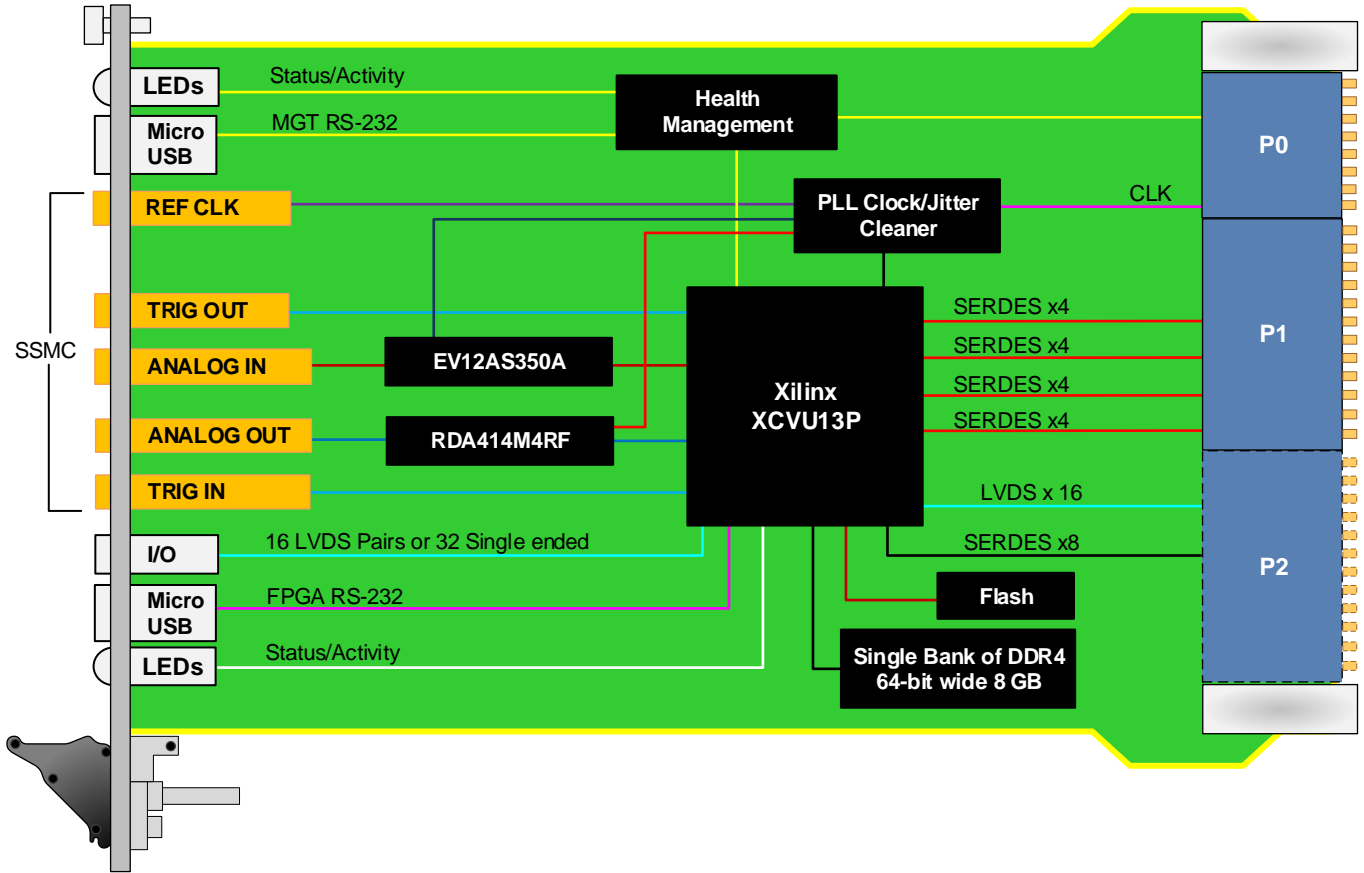 LEDs
Status/Activity
Health
Management
Micro
USB
MGT RS-232
P0
SSMC
REF CLK
PLL Clock/Jitter
Cleaner
CLK
TRIG OUT
ANALOG IN
EV12AS350A
ANALOG OUT
RDA414M4RF
TRIG IN
Xilinx
XCVU13P
SERDES x4
SERDES x4
SERDES x4
SERDES x4
P1
LVDS x 16
SERDES x8
P2
I/O
16 LVDS Pairs or 32 Single ended
Micro
USB
FPGA RS-232
LEDs
Status/Activity
Flash
Single Bank of DDR4
64-bit wide 8 GB